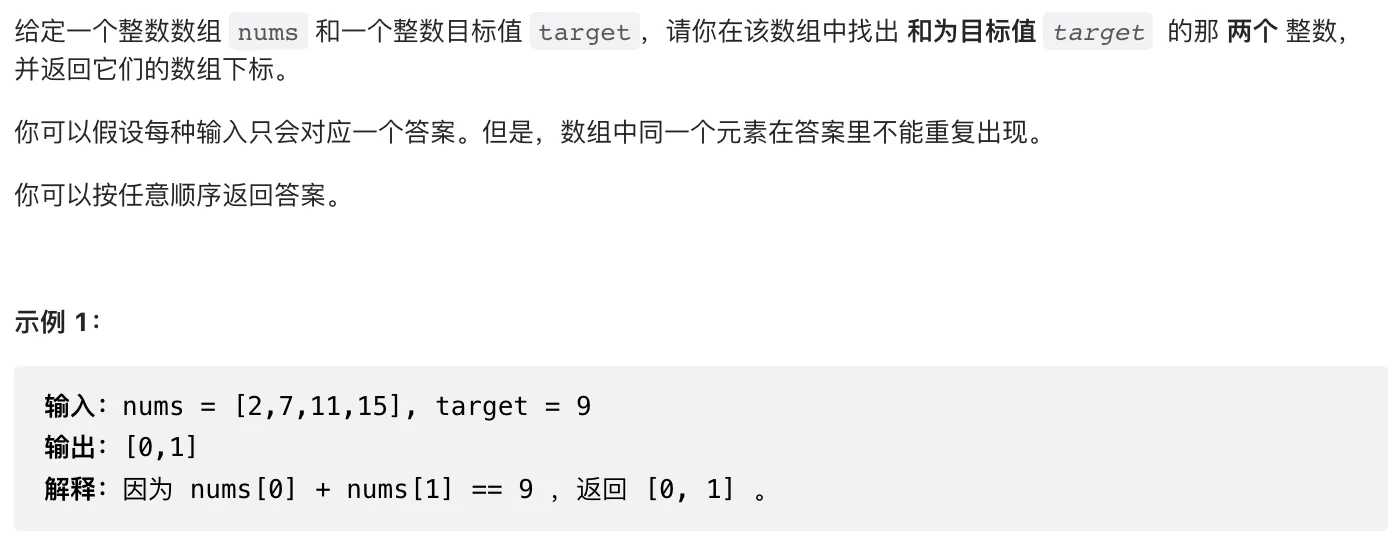 给定一个整数数组 nums 和一个整数目标值 target，请你在该数组中找出 和为目标值 target 的那 两个 整数，
并返回它们的数组下标。
你可以假设每种输入只会对应一个答案。但是，数组中同一个元素在答案里不能重复出现。
你可以按任意顺序返回答案。
示例 1：
输入：nums = [2,7,11,15], target = 9
输出：[0,1]
解释：因为 nums[0] + nums[1] == 9 ，返回 [0, 1] 。